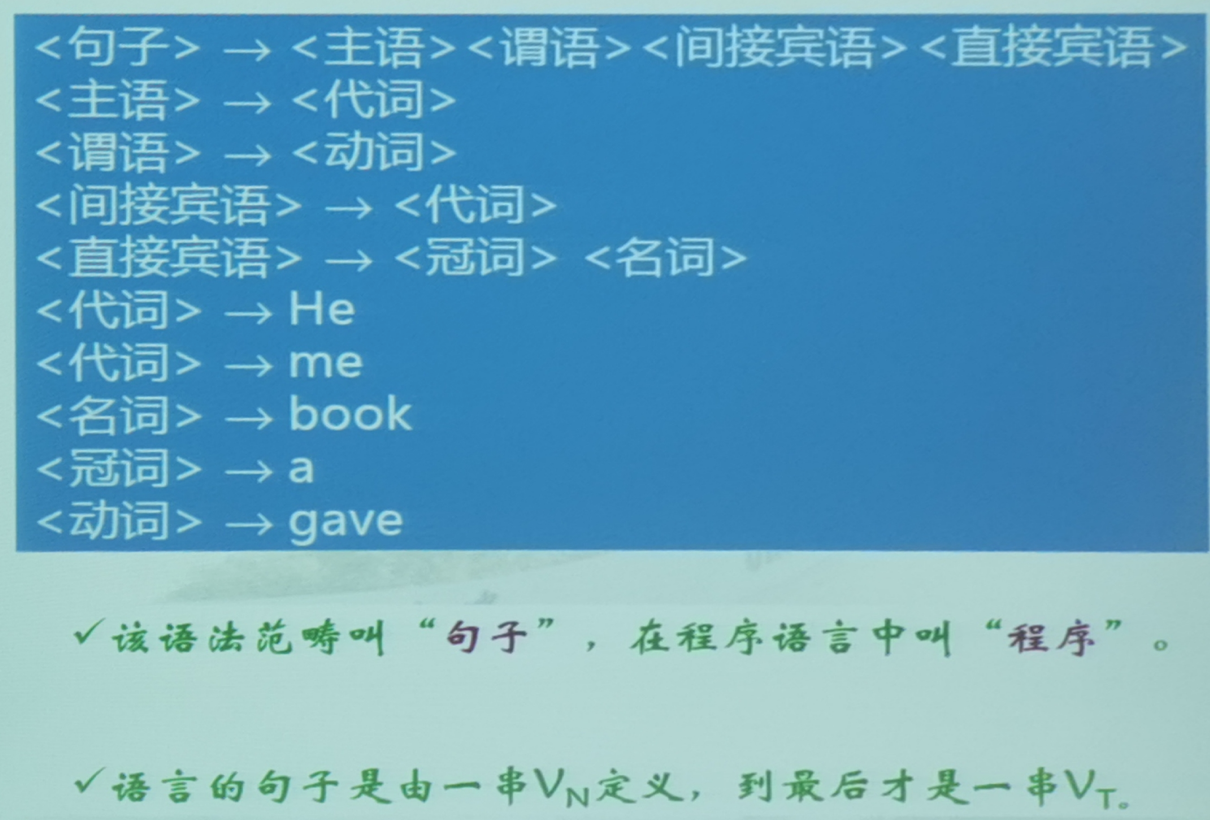 <句子> → <主语><谓语><间接宾语><直接宾语>
<主语> → <代词>
<谓语> → <动词>
<间接宾语> → <代词>
<直接宾语> → <冠词> <名词>
<代词> → He
<代词> → me
<名词> → book
<冠词> → a
<动词> → gave
✓该语法范畴叫“句子”，在程序语言中叫“程序”。
✓语言的句子是由一串VN定义，到最后才是一串VT。